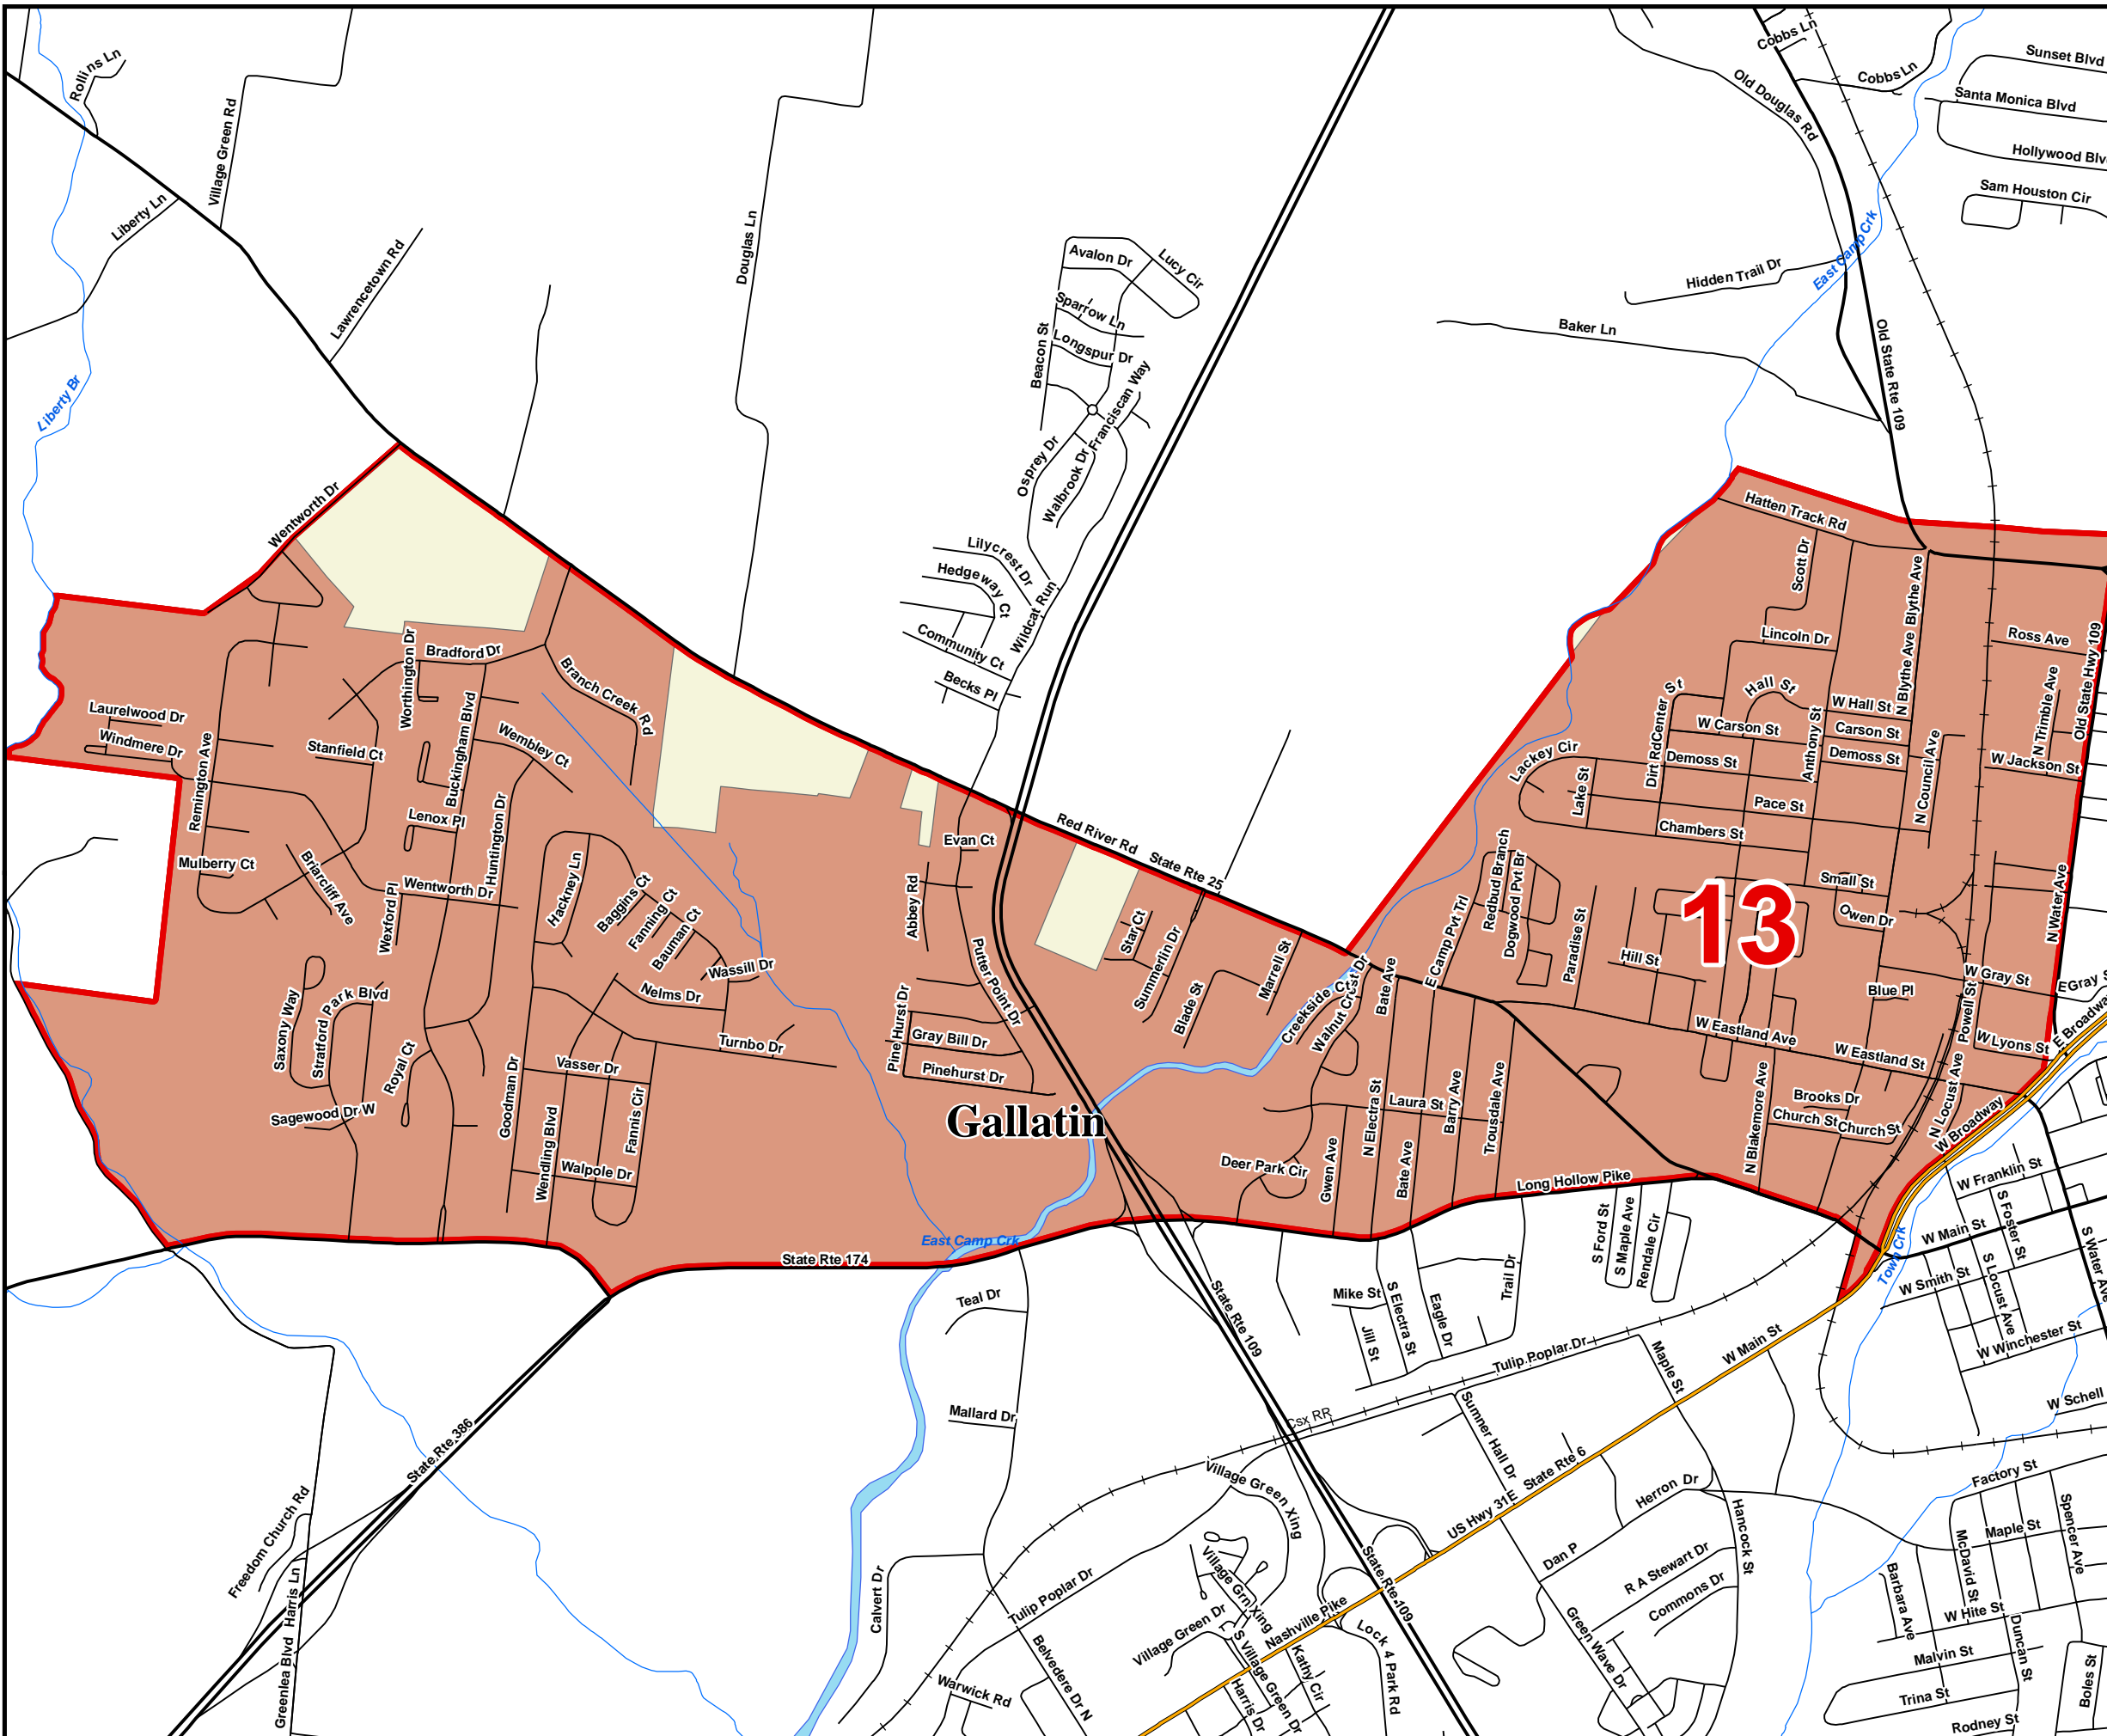 Rollins Ln
Village Green Rd
Liberty Ln
Lawrencetown Rd
Liberty Br
Douglas Ln
Avalon Dr
Lucy Cir
Sparrow Ln
Longspur Dr
Beacon St
Franciscan Way
Osprey Dr
Walbrook Dr
Lilycrest Dr
Hedgeway Ct
Wildcat Run
Community Ct
Becks Pl
Cobbs Ln
Cobbs Ln
Old Douglas Rd
Sunset Blvd
Santa Monica Blvd
Hollywood Blvd
Sam Houston Cir
East Camp Crk
Hidden Trail Dr
Baker Ln
Old State Rte 109
Wentworth Dr
Hatten Track Rd
Scott Dr
Blythe Ave
N Blythe Ave
Lincoln Dr
Ross Ave
Old State Hwy 109
N Trimble Ave
Worthington Dr
Bradford Dr
Branch Creek Rd
Laurelwood Dr
Windmere Dr
Remington Ave
Stanfield Ct
Buckingham Blvd
Wembley Ct
Lenox Pl
Huntington Dr
Mulberry Ct
Briarcliff Ave
Wexford Pl
Wentworth Dr
Hackney Ln
Baggins Ct
Fanning Ct
Bauman Ct
Wassill Dr
Nelms Dr
Turnbo Dr
Saxony Way
Stratford Park Blvd
Royal Ct
Sagewood Dr W
Goodman Dr
Vasser Dr
Wendling Blvd
Fannis Cir
Walpole Dr
Evan Ct
Abbey Rd
Putter Point Dr
Pine Hurst Dr
Gray Bill Dr
Pinehurst Dr
Gallatin
Red River Rd
State Rte 25
Star Ct
Summerlin Dr
Blade St
Marrell St
Creekside Ct
Walnut Crest Dr
Bate Ave
E Camp Pvt Trl
Redbud Branch
Dogwood Pvt Br
Paradise St
Hill St
13
Hall St
W Hall St
Center St
Dirt Rd
W Carson St
Carson St
Anthony St
Demoss St
Demoss St
Lackey Cir
Lake St
Pace St
Chambers St
N Council Ave
W Jackson St
Small St
Owen Dr
N Water Ave
W Gray St
E Gray S
Blue Pl
Powell St
W Eastland Ave
W Eastland St
W Lyons St
E Broadway
N Locust Ave
W Broadway
N Blakemore Ave
Brooks Dr
Church St
Church St
Laura St
N Electra St
Barry Ave
Trousdale Ave
Bate Ave
Gwen Ave
Deer Park Cir
Long Hollow Pike
East Camp Crk
State Rte 174
State Rte 109
Teal Dr
Mallard Dr
Mike St
Jill St
S Electra St
Eagle Dr
Trail Dr
S Ford St
S Maple Ave
Rendale Cir
Town Crk
W Franklin St
S Foster St
W Main St
W Smith St
S Locust Ave
S Water Ave
W Winchester St
W Schell
W Main St
Tulip Poplar Dr
Maple St
Csx RR
Sumner Hall Dr
US Hwy 31E
State Rte 6
Herron Dr
Hancock St
Dan P
R A Stewart Dr
Commons Dr
Green Wave Dr
Factory St
Maple St
Spencer Ave
McDavid St
Barbara Ave
W Hite St
Duncan St
Malvin St
Trina St
Rodney St
Boles St
State Rte 386
Freedom Church Rd
Harris Ln
Greenlea Blvd
Calvert Dr
Tulip Poplar Dr
Belvedere Dr N
Warwick Rd
Village Green Xing
Village Grn Xing
Village Green Dr
S Village Green Dr
Nashville Pike
State Rte 109
Kathy Cir
Harris Dr
Lock 4 Park Rd